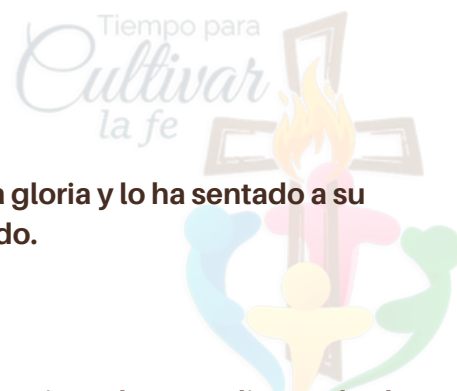 Tiempo para
Cultivar
la fe
gloria y lo ha sentado a su
do.